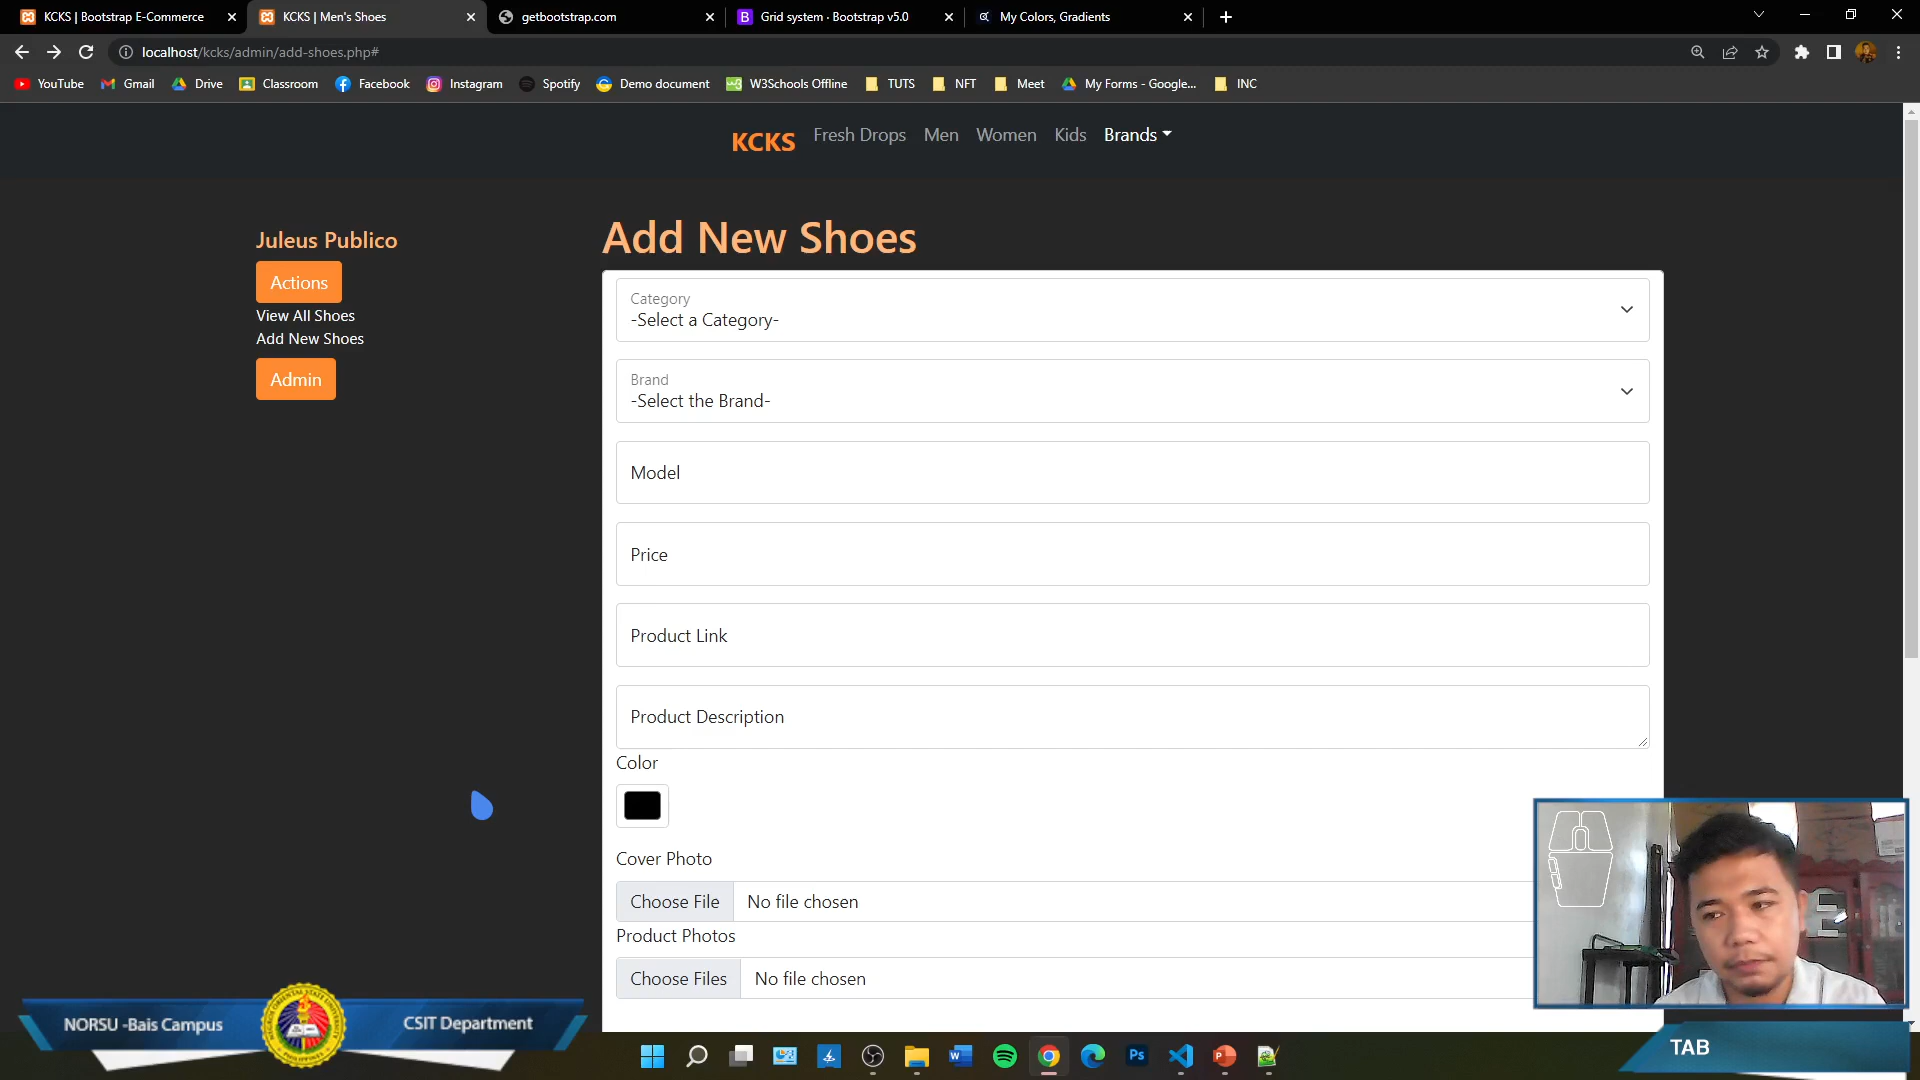 KCKS | Bootstrap E-Commerce
KCKS | Men's Shoes
getbootstrap.com
Grid system · Bootstrap v5.0
My Colors, Gradients
localhost/kcks/admin/add-shoes.php#
YouTube
Gmail
Drive
Classroom
Facebook
Instagram
Spotify
Demo document
W3Schools Offline
TUTS
NFT
Meet
My Forms - Google...
INC
KCKS
Fresh Drops
Men
Women
Kids
Brands
Juleus Publico
Actions
View All Shoes
Add New Shoes
Admin
Add New Shoes
Category
-Select a Category-
Brand
-Select the Brand-
Model
Price
Product Link
Product Description
Color
Cover Photo
Choose File No file chosen
Product Photos
Choose Files No file chosen
NORSU -Bais Campus
CSIT Department
TAB